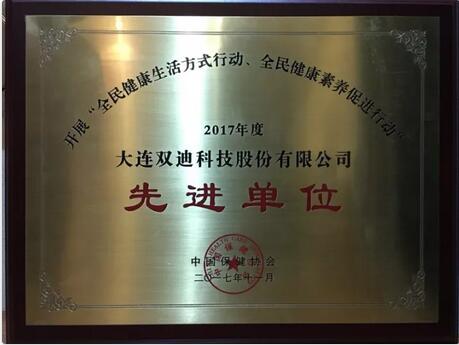 开展“全民健康生活方式行动、全民健康素养促进行动”
2017年度
大连双迪科技股份有限公司
先进单位
中国保健协会
二〇一七年十一月